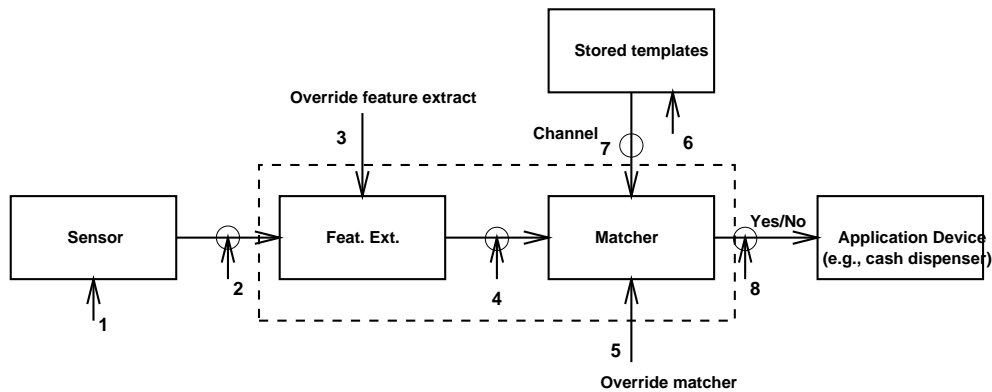 Stored templates
Override feature extract
3
Channel
7
6
Sensor
Feat. Ext.
Matcher
Yes/No
Application Device
(e.g., cash dispenser)
1
2
4
8
5
Override matcher